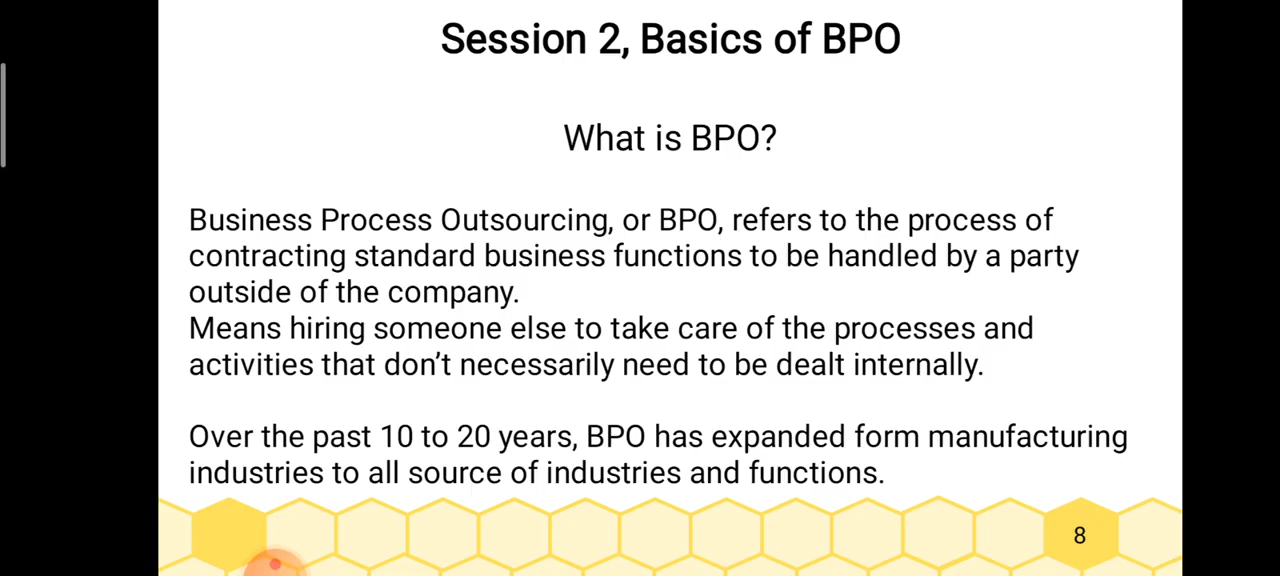 Session 2, Basics of BPO
What is BPO?
Business Process Outsourcing, or BPO, refers to the process of
contracting standard business functions to be handled by a party
outside of the company.
Means hiring someone else to take care of the processes and
activities that don’t necessarily need to be dealt internally.
Over the past 10 to 20 years, BPO has expanded form manufacturing
industries to all source of industries and functions.
8